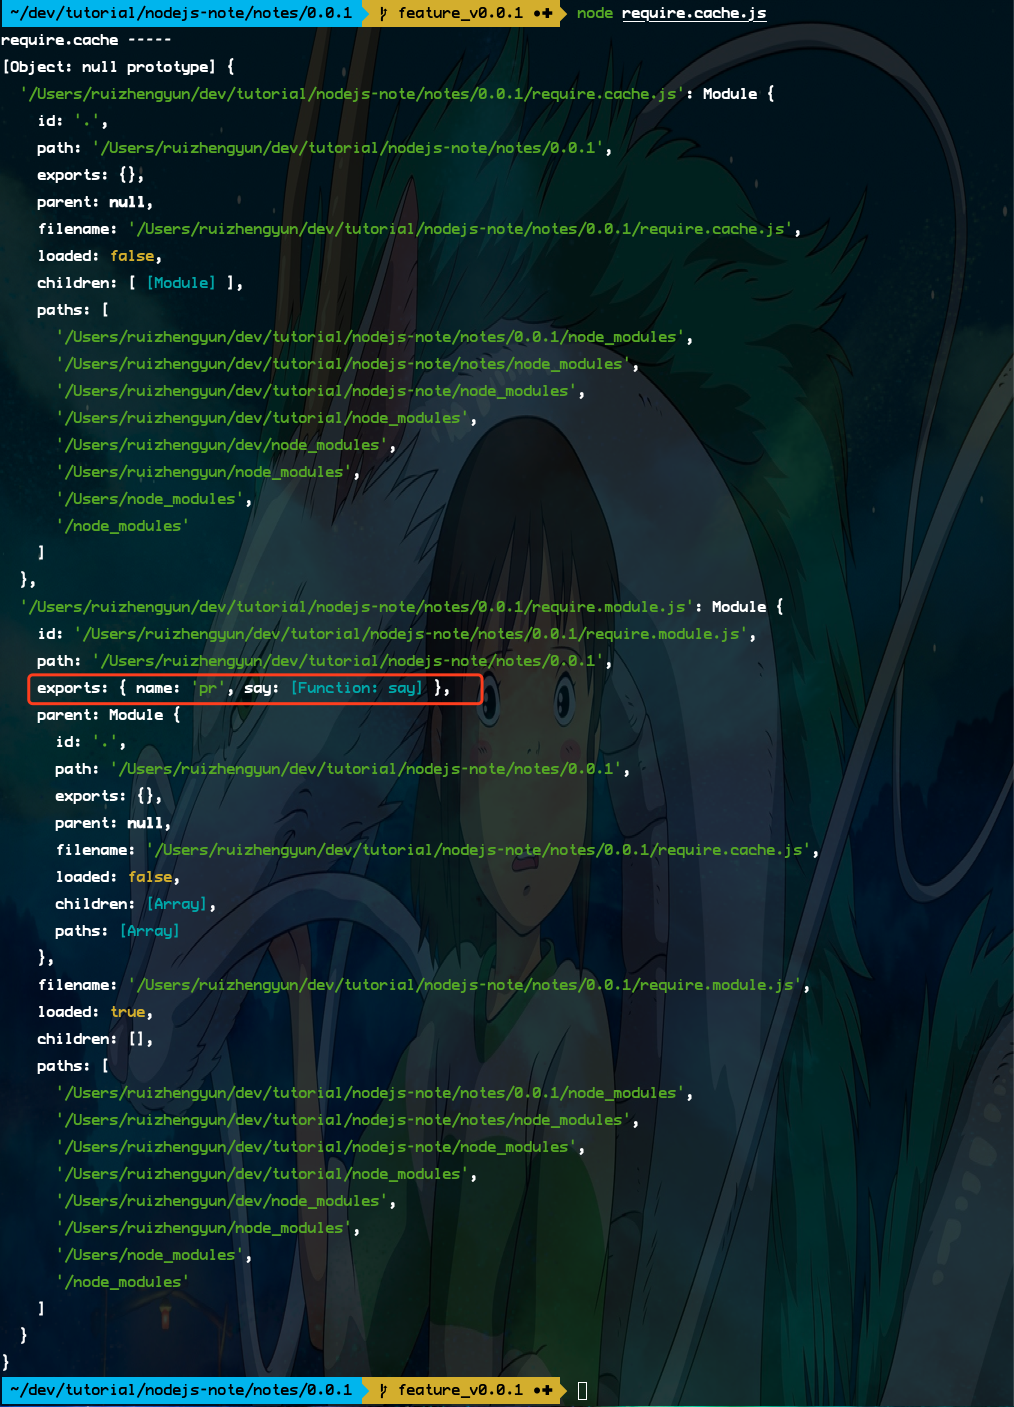 ~/dev/tutorial/nodejs-note/notes/0.0.1 feature_v0.0.1 •✚ node require.cache.js
require.cache -----
[Object: null prototype] {
  '/Users/ruizhengyun/dev/tutorial/nodejs-note/notes/0.0.1/require.cache.js': Module {
    id: '.',
    path: '/Users/ruizhengyun/dev/tutorial/nodejs-note/notes/0.0.1',
    exports: {},
    parent: null,
    filename: '/Users/ruizhengyun/dev/tutorial/nodejs-note/notes/0.0.1/require.cache.js',
    loaded: false,
    children: [ [Module] ],
    paths: [
      '/Users/ruizhengyun/dev/tutorial/nodejs-note/notes/0.0.1/node_modules',
      '/Users/ruizhengyun/dev/tutorial/nodejs-note/notes/node_modules',
      '/Users/ruizhengyun/dev/tutorial/nodejs-note/node_modules',
      '/Users/ruizhengyun/dev/tutorial/node_modules',
      '/Users/ruizhengyun/dev/node_modules',
      '/Users/ruizhengyun/node_modules',
      '/Users/node_modules',
      '/node_modules'
    ]
  },
  '/Users/ruizhengyun/dev/tutorial/nodejs-note/notes/0.0.1/require.module.js': Module {
    id: '/Users/ruizhengyun/dev/tutorial/nodejs-note/notes/0.0.1/require.module.js',
    path: '/Users/ruizhengyun/dev/tutorial/nodejs-note/notes/0.0.1',
    exports: { name: 'pr', say: [Function: say] },
    parent: Module {
      id: '.',
      path: '/Users/ruizhengyun/dev/tutorial/nodejs-note/notes/0.0.1',
      exports: {},
      parent: null,
      filename: '/Users/ruizhengyun/dev/tutorial/nodejs-note/notes/0.0.1/require.cache.js',
      loaded: false,
      children: [Array],
      paths: [Array]
    },
    filename: '/Users/ruizhengyun/dev/tutorial/nodejs-note/notes/0.0.1/require.module.js',
    loaded: true,
    children: [],
    paths: [
      '/Users/ruizhengyun/dev/tutorial/nodejs-note/notes/0.0.1/node_modules',
      '/Users/ruizhengyun/dev/tutorial/nodejs-note/notes/node_modules',
      '/Users/ruizhengyun/dev/tutorial/nodejs-note/node_modules',
      '/Users/ruizhengyun/dev/tutorial/node_modules',
      '/Users/ruizhengyun/dev/node_modules',
      '/Users/ruizhengyun/node_modules',
      '/Users/node_modules',
      '/node_modules'
    ]
  }
}
~/dev/tutorial/nodejs-note/notes/0.0.1 feature_v0.0.1 •✚